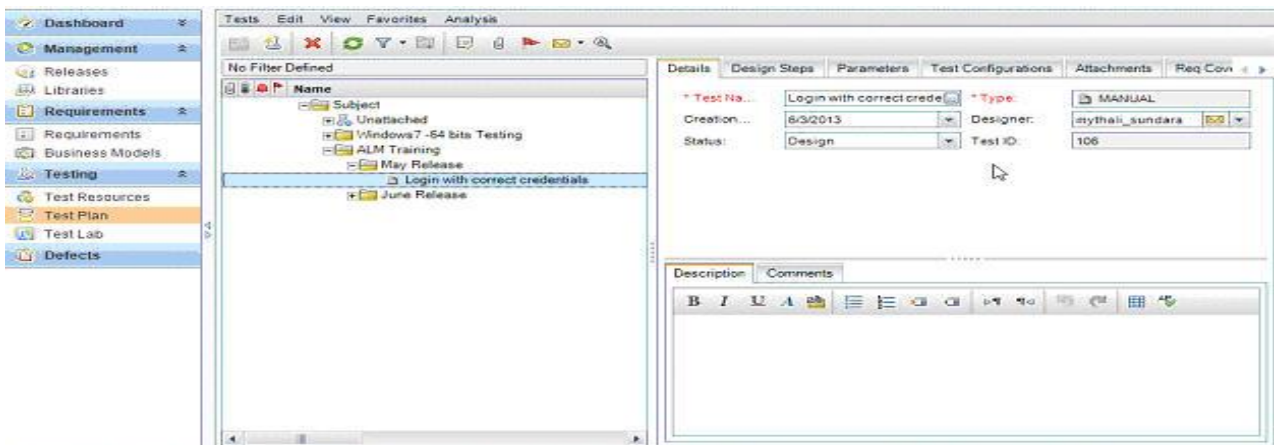 Dashboard
Management
Releases
Libraries
Requirements
Requirements
Business Models
Testing
Test Resources
Test Plan
Test Lab
Defects
Tests Edit View Favorites Analysis
No Filter Defined
Name
Subject
Unattached
Windows7 -64 bits Testing
ALM Training
May Release
Login with correct credentials
June Release
Details Design Steps Parameters Test Configurations Attachments Req Cov
* Test Na... Login with correct crede * Type: MANUAL
Creation... 6/3/2013 Designer: mythali_sundara
Status: Design Test ID: 106
Description Comments
B I U A